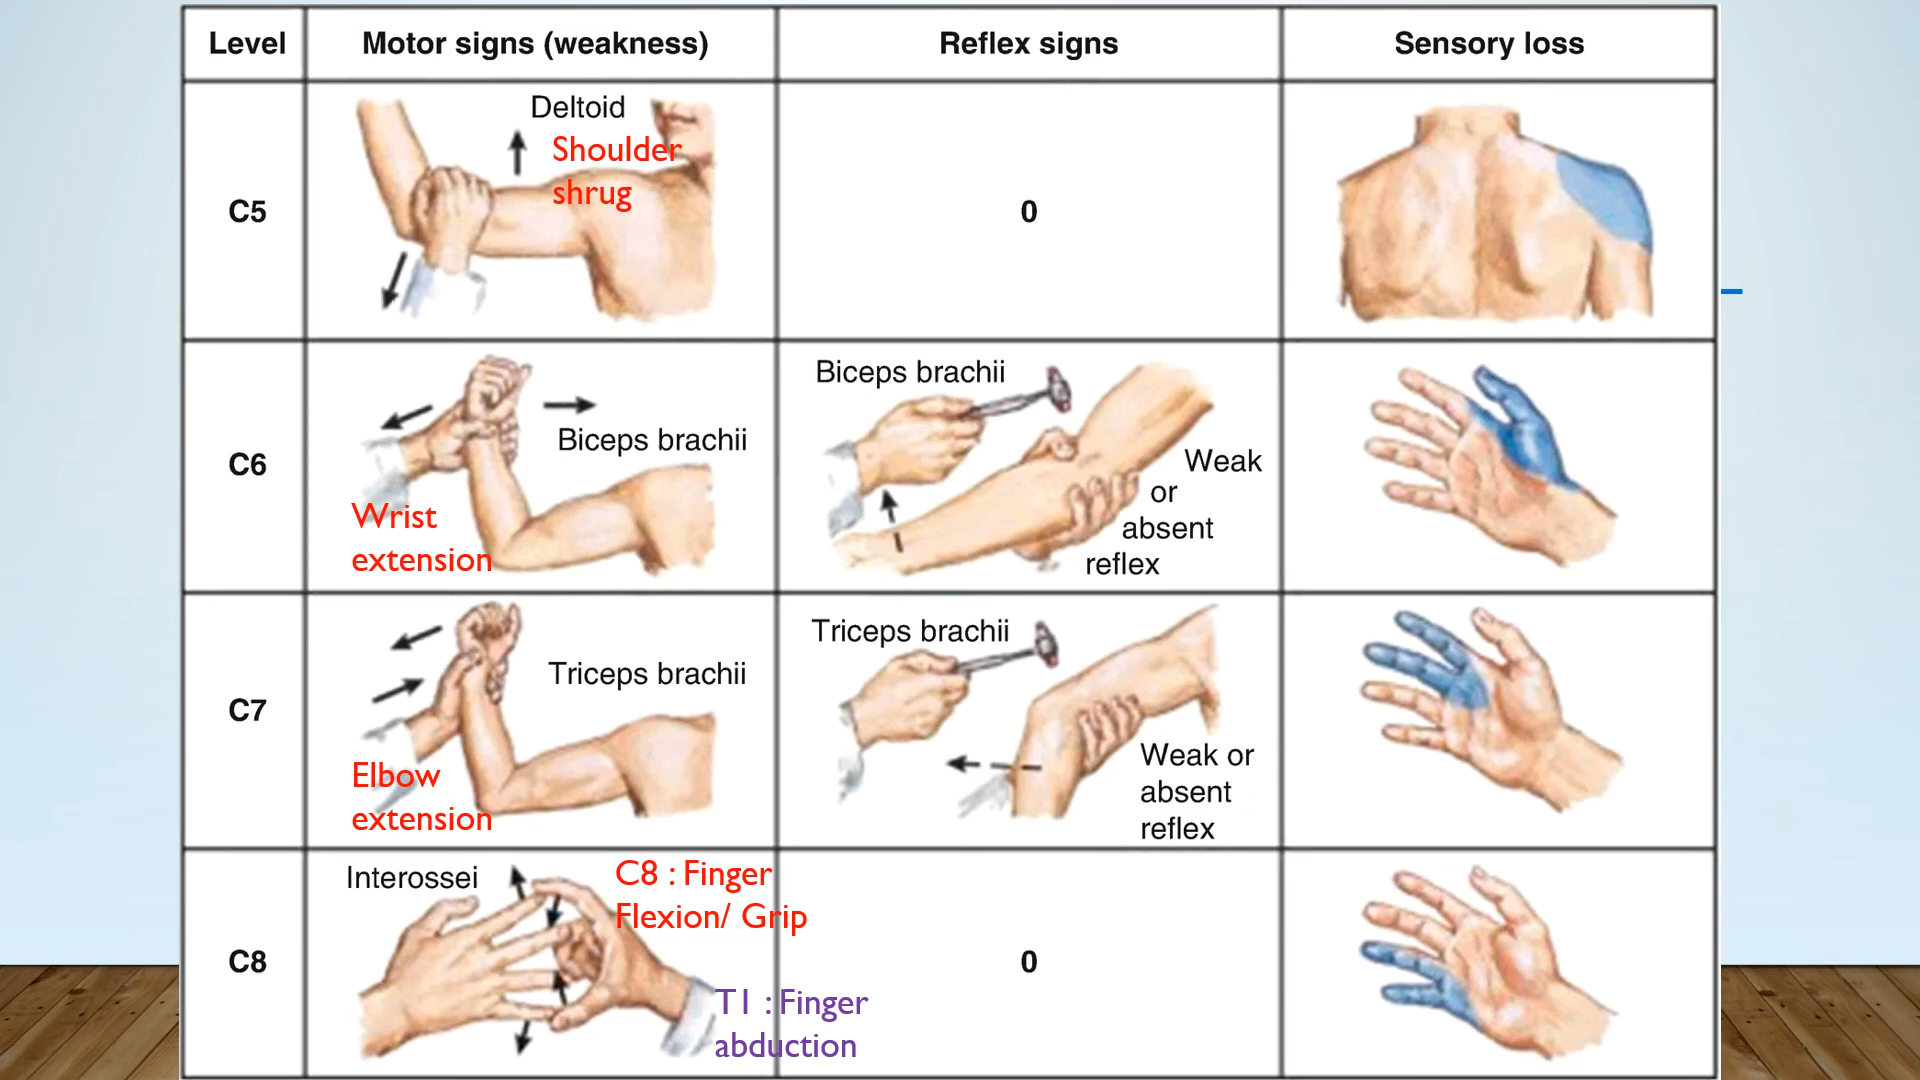 Level Motor signs (weakness) Reflex signs Sensory loss
C5
Deltoid
Shoulder
shrug
0
C6
Biceps brachii
Wrist
extension
Biceps brachii
Weak
or
absent
reflex
C7
Triceps brachii
Elbow
extension
Triceps brachii
Weak or
absent
reflex
C8
Interossei
C8 : Finger
Flexion/ Grip
T1 : Finger
abduction
0